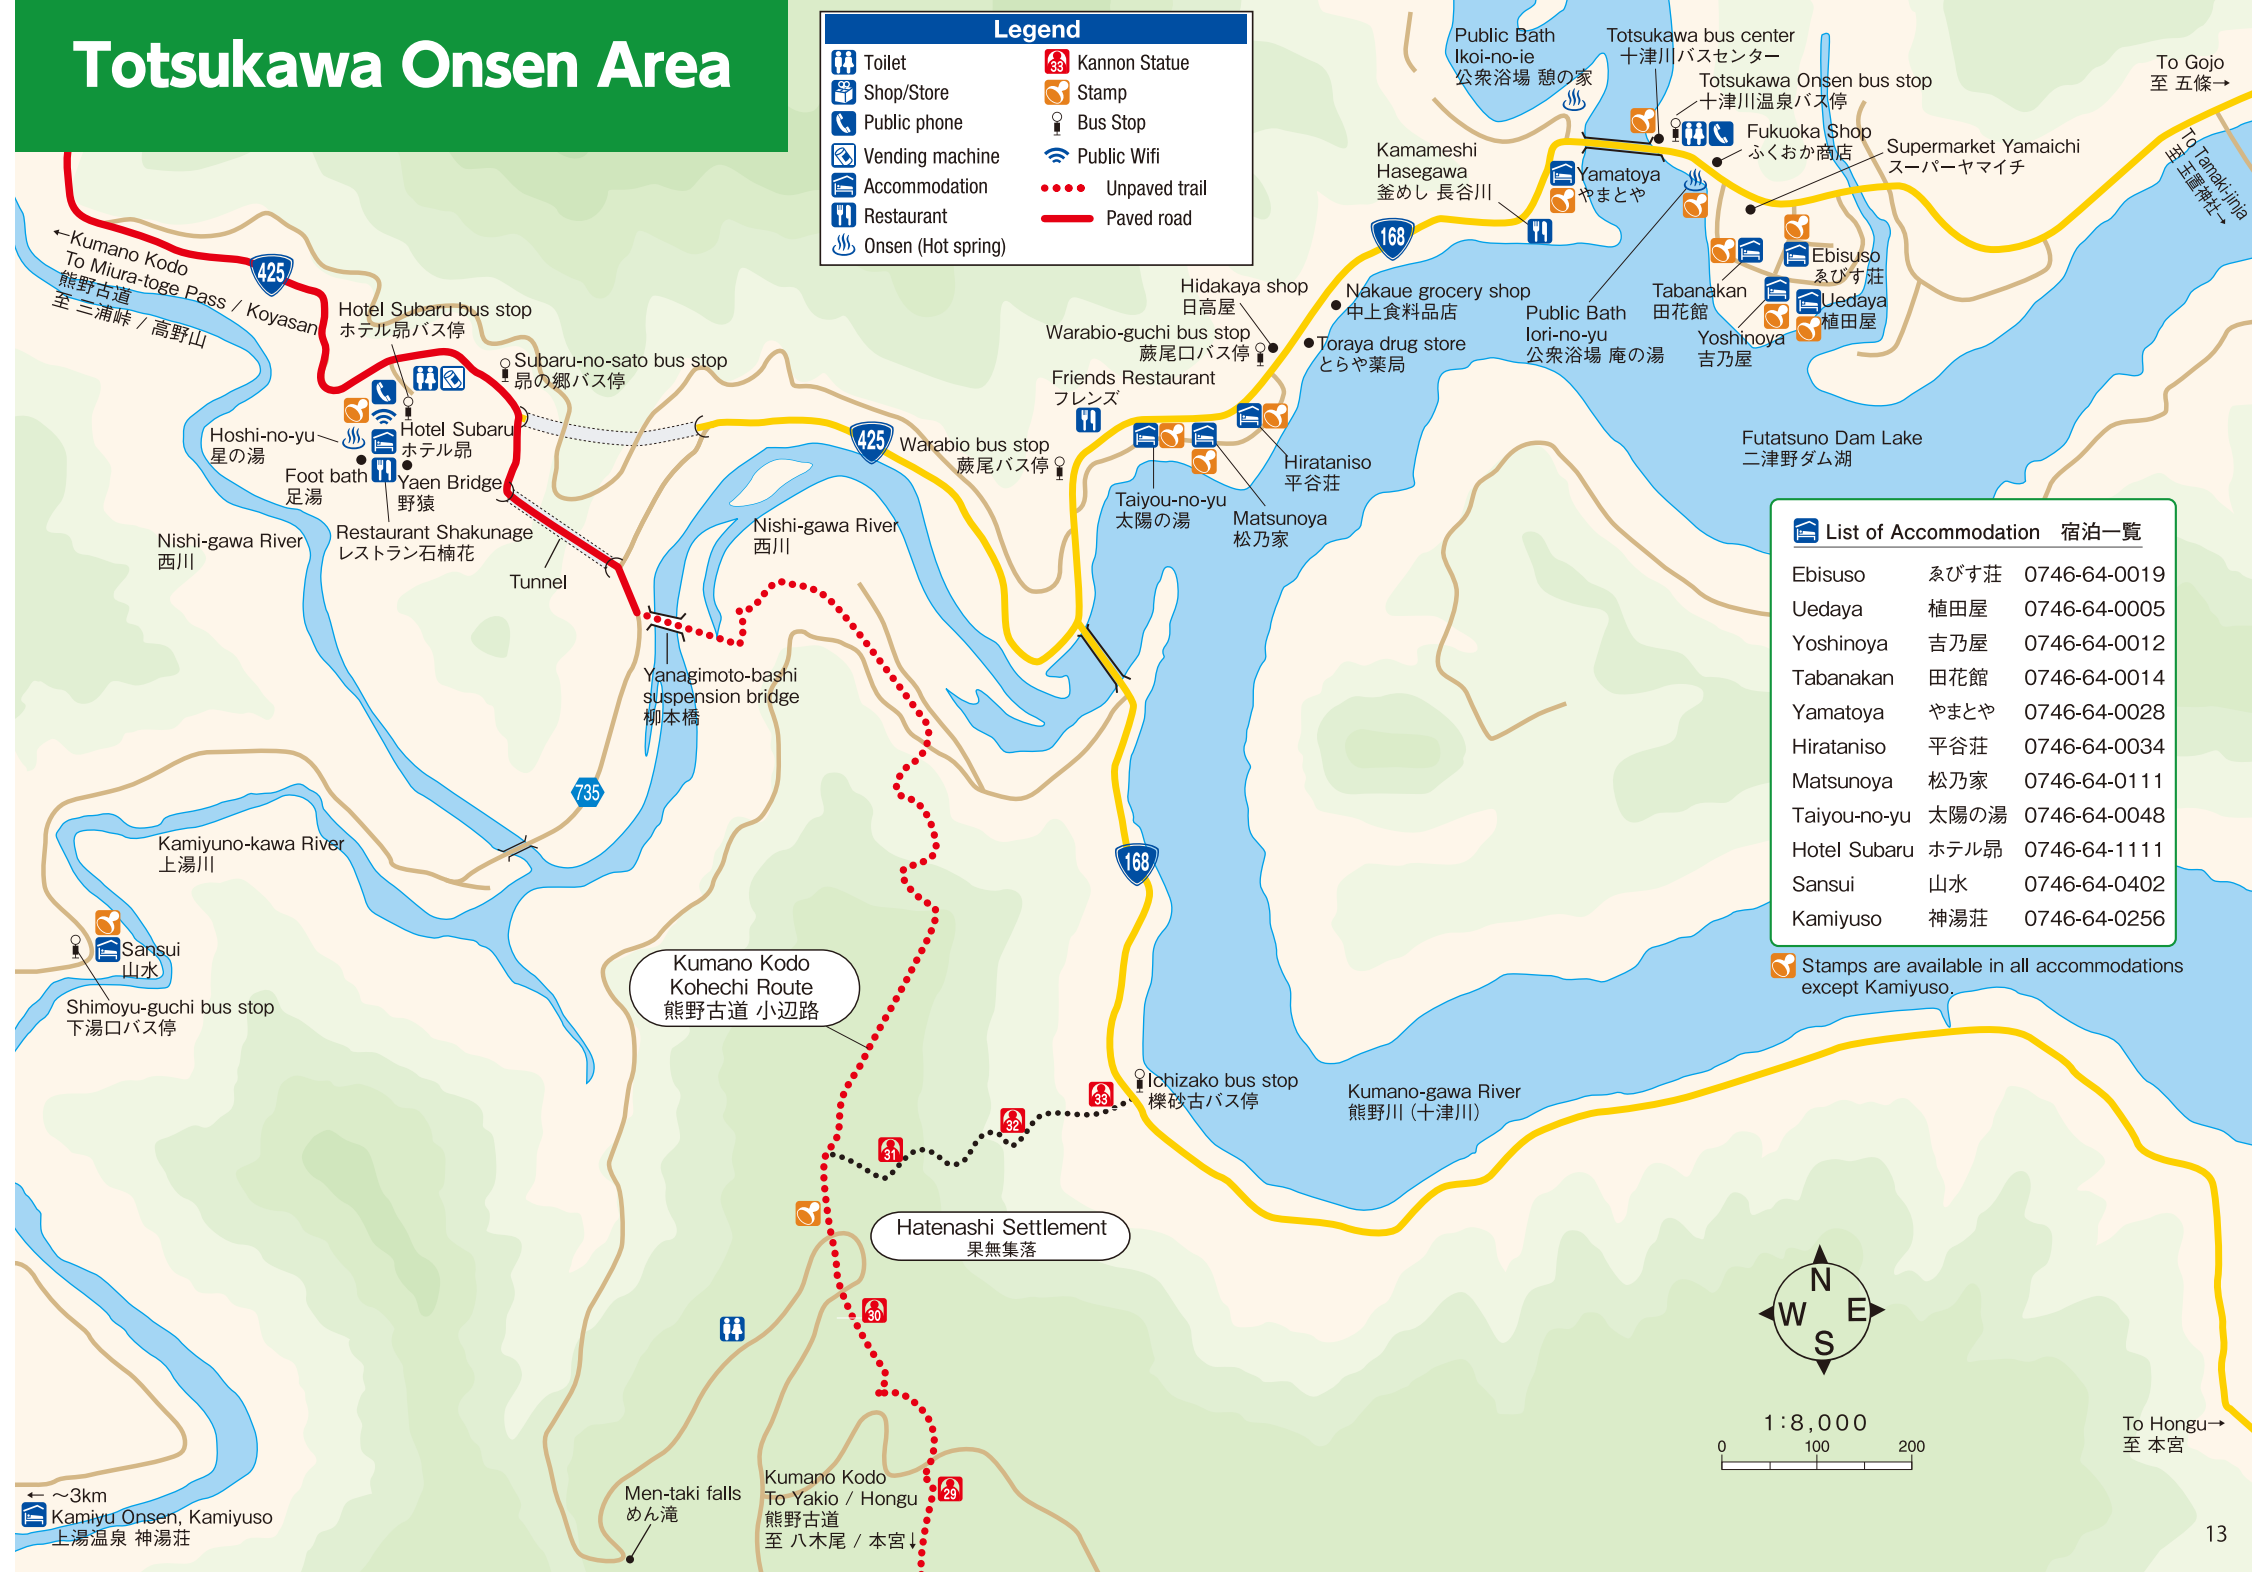 Totsukawa Onsen Area
Legend
Toilet
Shop/Store
Public phone
Vending machine
Accommodation
Restaurant
Onsen (Hot spring)
33
Kannon Statue
Stamp
Bus Stop
Public Wifi
Unpaved trail
Paved road
Public Bath
Ikoi-no-ie
公衆浴場 憩の家
Totsukawa bus center
十津川バスセンター
Totsukawa Onsen bus stop
十津川温泉バス停
To Gojo
至 五條→
To Tamaki-jinja
至 玉置神社→
Fukuoka Shop
ふくおか商店
Supermarket Yamaichi
スーパーヤマイチ
Kamameshi
Hasegawa
釜めし 長谷川
Yamatoya
やまとや
168
Ebisuso
ゑびす荘
Tabanakan
田花館
Uedaya
植田屋
Yoshinoya
吉乃屋
Public Bath
Iori-no-yu
公衆浴場 庵の湯
Hidakaya shop
日高屋
Nakaue grocery shop
中上食料品店
Warabio-guchi bus stop
蕨尾口バス停
Toraya drug store
とらや薬局
Friends Restaurant
フレンズ
←Kumano Kodo
To Miura-toge Pass / Koyasan
熊野古道
至 三浦峠 / 高野山
425
Hotel Subaru bus stop
ホテル昴バス停
Subaru-no-sato bus stop
昴の郷バス停
Hoshi-no-yu
星の湯
Hotel Subaru
ホテル昴
Foot bath
足湯
Yaen Bridge
野猿
Restaurant Shakunage
レストラン石楠花
425
Warabio bus stop
蕨尾バス停
Hirataniso
平谷荘
Taiyou-no-yu
太陽の湯
Matsunoya
松乃家
Futatsuno Dam Lake
二津野ダム湖
Nishi-gawa River
西川
Nishi-gawa River
西川
Tunnel
Yanagimoto-bashi
suspension bridge
柳本橋
735
Kamiyuno-kawa River
上湯川
168
List of Accommodation 宿泊一覧
Ebisuso ゑびす荘 0746-64-0019
Uedaya 植田屋 0746-64-0005
Yoshinoya 吉乃屋 0746-64-0012
Tabanakan 田花館 0746-64-0014
Yamatoya やまとや 0746-64-0028
Hirataniso 平谷荘 0746-64-0034
Matsunoya 松乃家 0746-64-0111
Taiyou-no-yu 太陽の湯 0746-64-0048
Hotel Subaru ホテル昴 0746-64-1111
Sansui 山水 0746-64-0402
Kamiyuso 神湯荘 0746-64-0256
Stamps are available in all accommodations
except Kamiyuso.
Sansui
山水
Shimoyu-guchi bus stop
下湯口バス停
Kumano Kodo
Kohechi Route
熊野古道 小辺路
Ichizako bus stop
櫟砂古バス停
Kumano-gawa River
熊野川（十津川）
33
32
31
Hatenashi Settlement
果無集落
30
29
N
W
E
S
1:8,000
0 100 200
To Hongu→
至 本宮
Men-taki falls
めん滝
Kumano Kodo
To Yakio / Hongu
熊野古道
至 八木尾 / 本宮↓
← ～3km
Kamiyu Onsen, Kamiyuso
上湯温泉 神湯荘
13